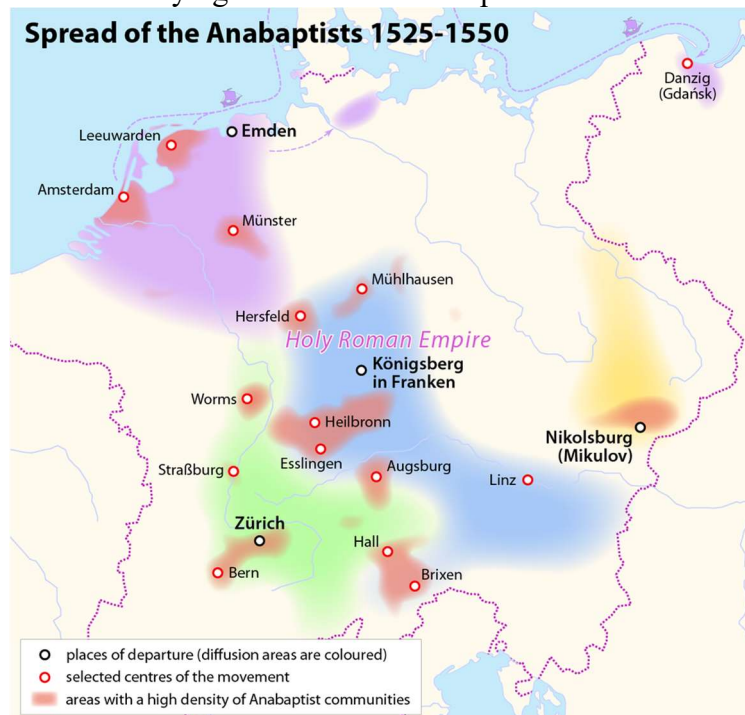 Spread of the Anabaptists 1525-1550
Danzig
(Gdańsk)
Emden
Leeuwarden
Amsterdam
Münster
Mühlhausen
Hersfeld
Holy Roman Empire
Königsberg
in Franken
Worms
Heilbronn
Nikolsburg
(Mikulov)
Esslingen
Straßburg
Augsburg
Linz
Zürich
Hall
Bern
Brixen
places of departure (diffusion areas are coloured)
selected centres of the movement
areas with a high density of Anabaptist communities